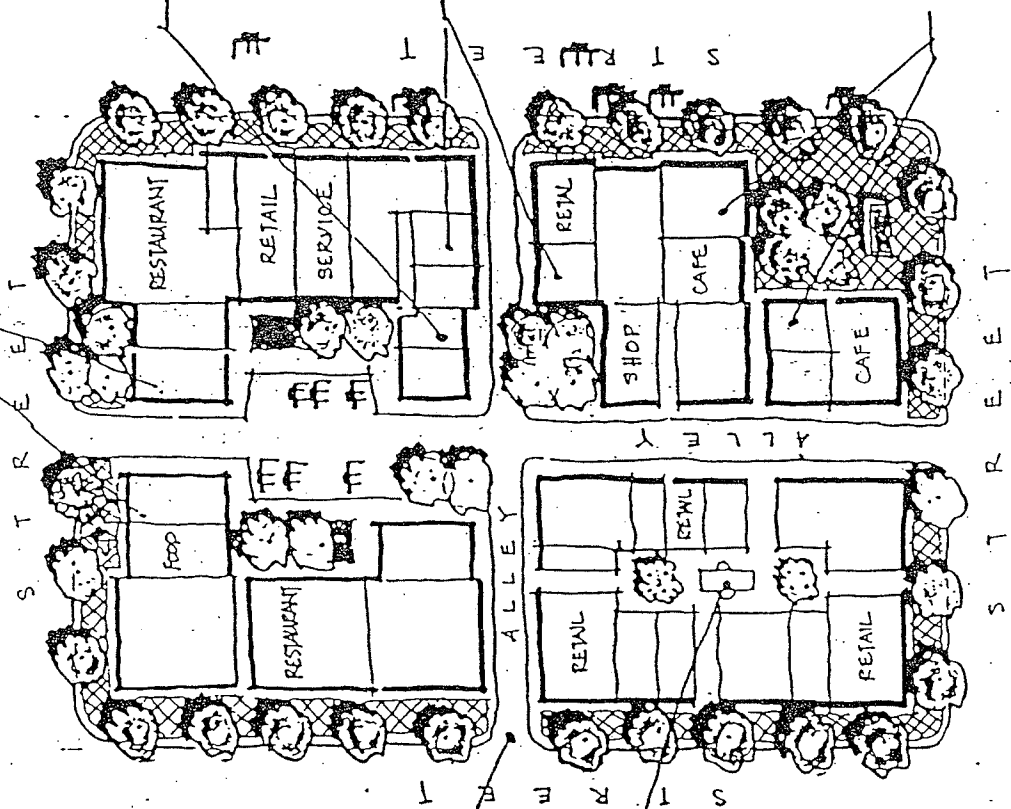 STREET
RESTAURANT
RETAIL
SERVICE
RETAIL
CAFE
SHOP
CAFE
STREET
STREET
ALLEY
FOOD
RESTAURANT
ALLEY
RETAIL
RETAIL
RETAIL
STREET